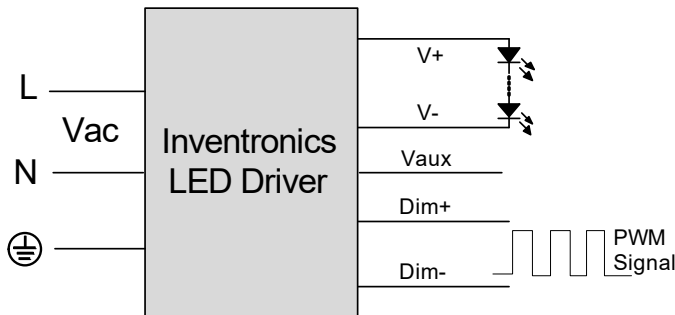 L
Vac
N
Inventronics
LED Driver
V+
V-
Vaux
Dim+
Dim-
PWM
Signal